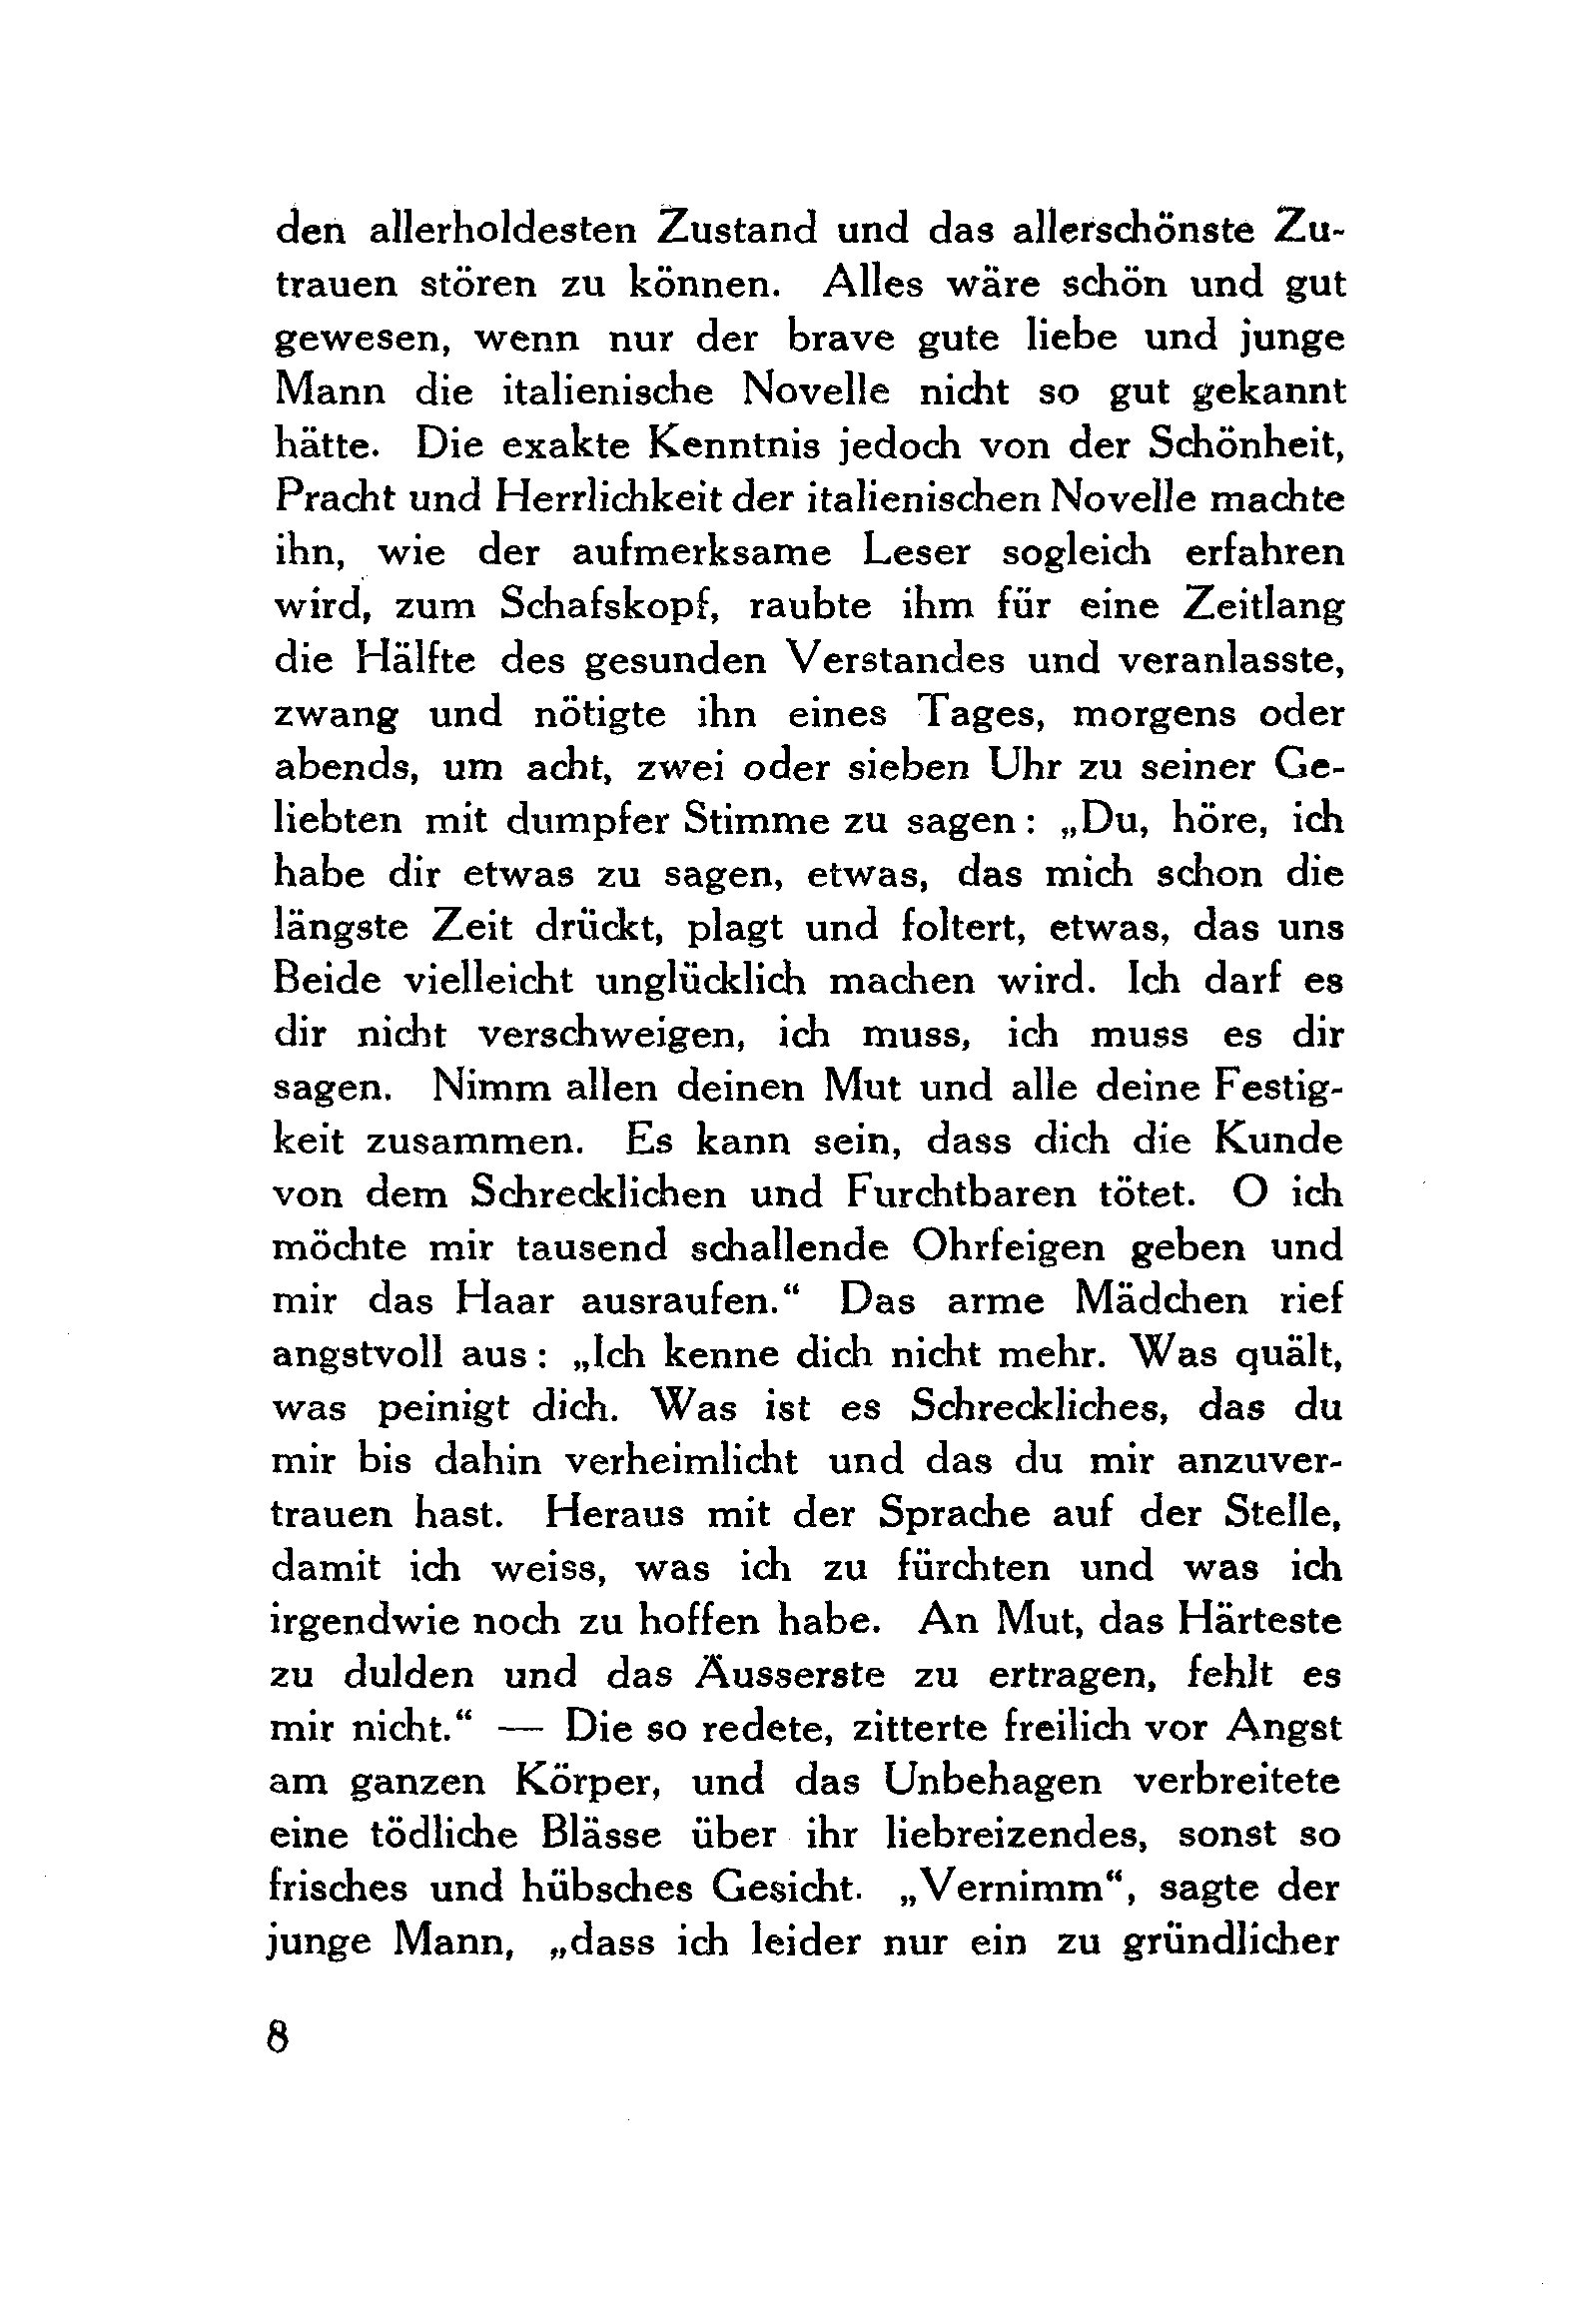 den allerholdesten Zustand und das allerschönste Zu-
trauen stören zu können. Alles wäre schön und gut
gewesen, wenn nur der brave gute liebe und junge
Mann die italienische Novelle nicht so gut gekannt
hätte. Die exakte Kenntnis jedoch von der Schönheit,
Pracht und Herrlichkeit der italienischen Novelle machte
ihn, wie der aufmerksame Leser sogleich erfahren
wird, zum Schafskopf, raubte ihm für eine Zeitlang
die Hälfte des gesunden Verstandes und veranlasste,
zwang und nötigte ihn eines Tages, morgens oder
abends, um acht, zwei oder sieben Uhr zu seiner Ge-
liebten mit dumpfer Stimme zu sagen: „Du, höre, ich
habe dir etwas zu sagen, etwas, das mich schon die
längste Zeit drückt, plagt und foltert, etwas, das uns
Beide vielleicht unglücklich machen wird. Ich darf es
dir nicht verschweigen, ich muss, ich muss es dir
sagen. Nimm allen deinen Mut und alle deine Festig-
keit zusammen. Es kann sein, dass dich die Kunde
von dem Schrecklichen und Furchtbaren tötet. O ich
möchte mir tausend schallende Ohrfeigen geben und
mir das Haar ausraufen.“ Das arme Mädchen rief
angstvoll aus: „Ich kenne dich nicht mehr. Was quält,
was peinigt dich. Was ist es Schreckliches, das du
mir bis dahin verheimlicht und das du mir anzuver-
trauen hast. Heraus mit der Sprache auf der Stelle,
damit ich weiss, was ich zu fürchten und was ich
irgendwie noch zu hoffen habe. An Mut, das Härteste
zu dulden und das Äusserste zu ertragen, fehlt es
mir nicht.“ — Die so redete, zitterte freilich vor Angst
am ganzen Körper, und das Unbehagen verbreitete
eine tödliche Blässe über ihr liebreizendes, sonst so
frisches und hübsches Gesicht. „Vernimm“, sagte der
junge Mann, „dass ich leider nur ein zu gründlicher
8